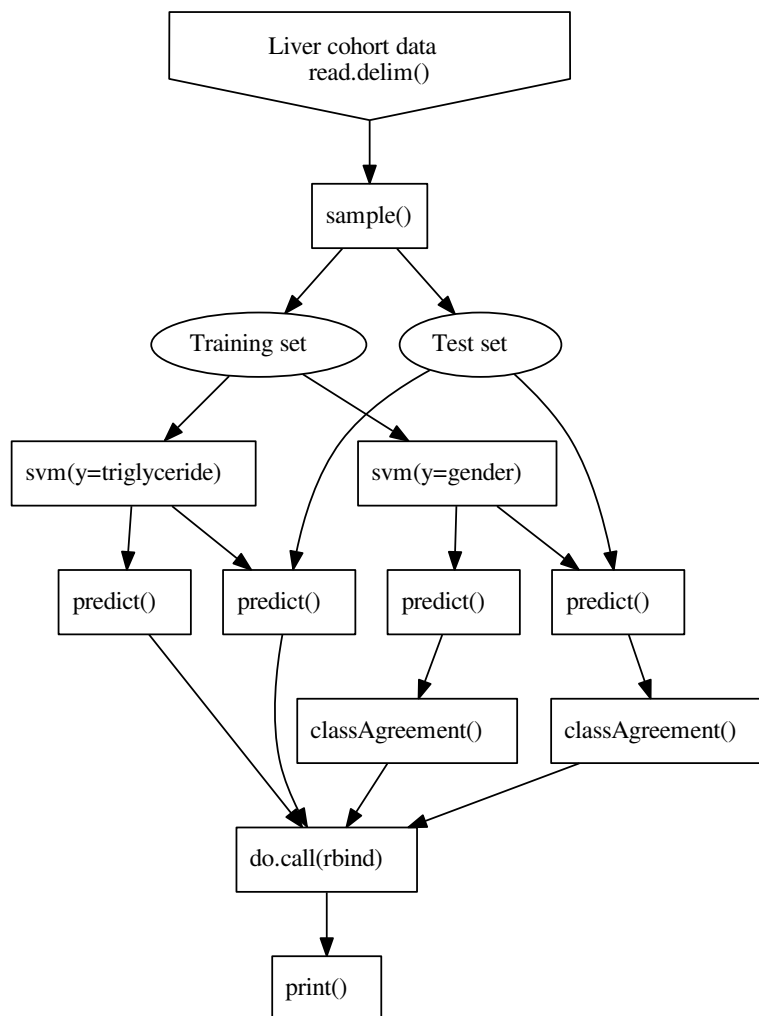 Liver cohort data
read.delim()
sample()
Training set
Test set
svm(y=triglyceride)
svm(y=gender)
predict()
predict()
predict()
predict()
classAgreement()
classAgreement()
do.call(rbind)
print()